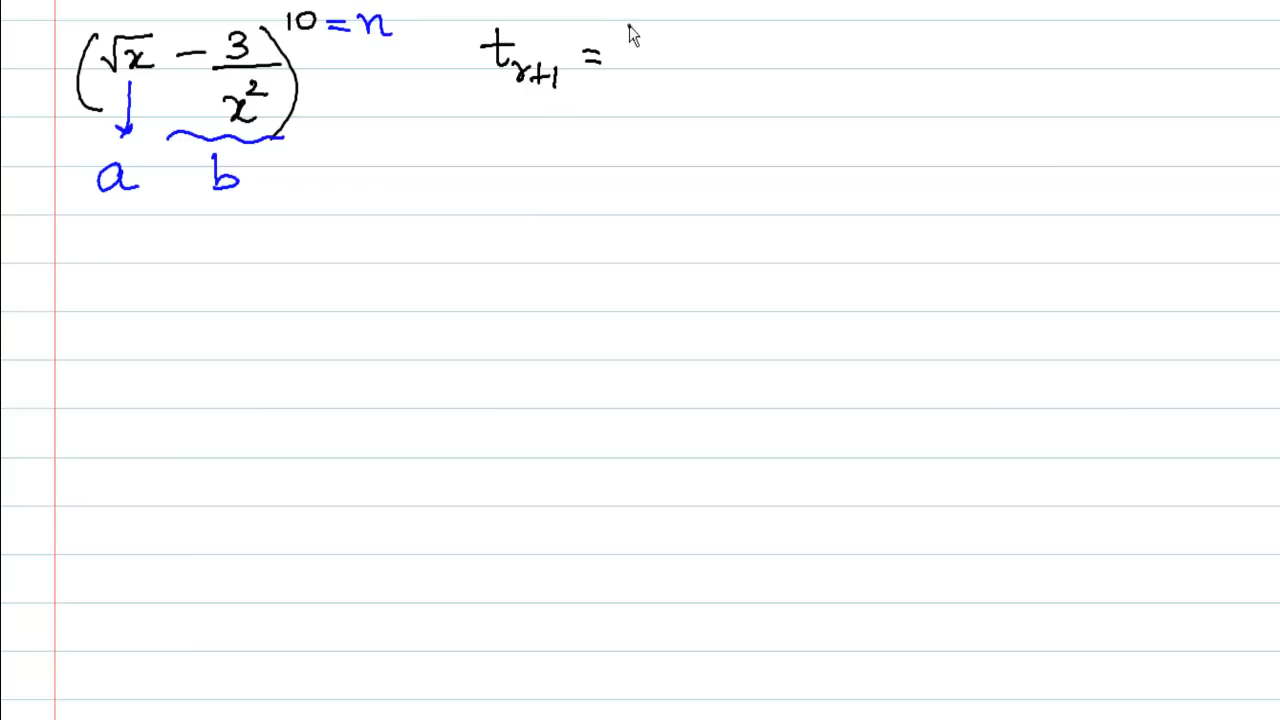 (√x - 3/x²)¹⁰ = n
t_{r+1} =
a b